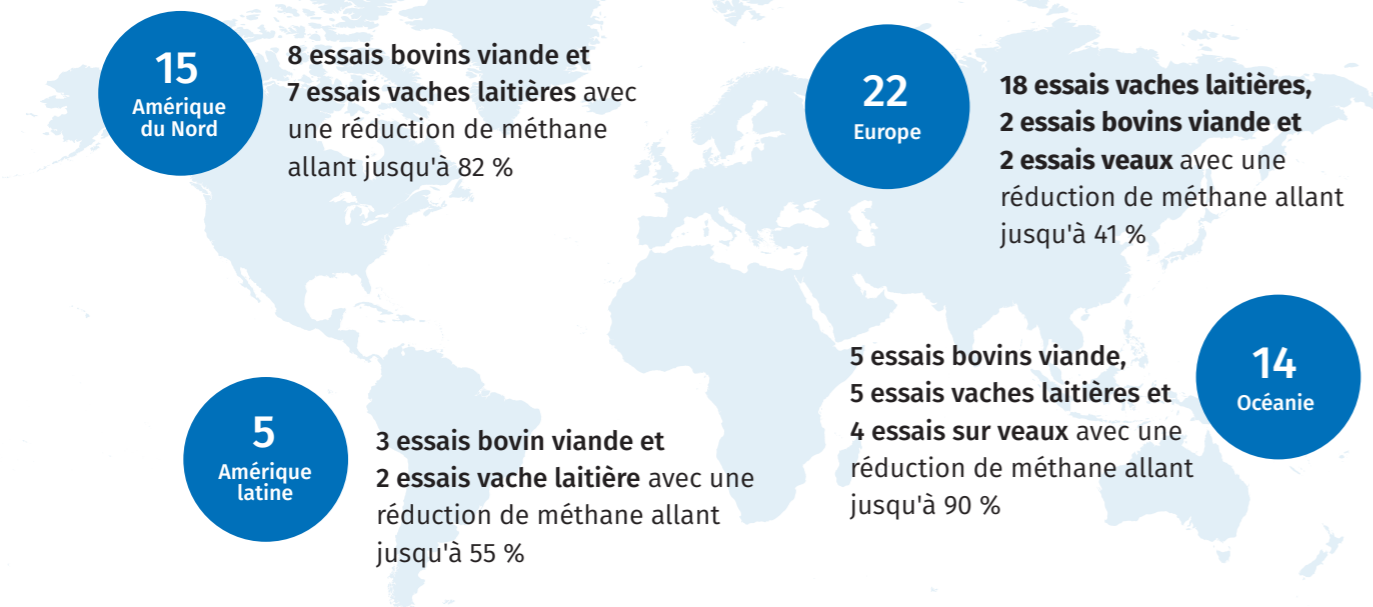 15
Amérique
du Nord
8 essais bovins viande et
7 essais vaches laitières avec
une réduction de méthane
allant jusqu'à 82 %
22
Europe
18 essais vaches laitières,
2 essais bovins viande et
2 essais veaux avec une
réduction de méthane allant
jusqu'à 41 %
5
Amérique
latine
3 essais bovin viande et
2 essais vache laitière avec une
réduction de méthane allant
jusqu'à 55 %
14
Océanie
5 essais bovins viande,
5 essais vaches laitières et
4 essais sur veaux avec une
réduction de méthane allant
jusqu'à 90 %